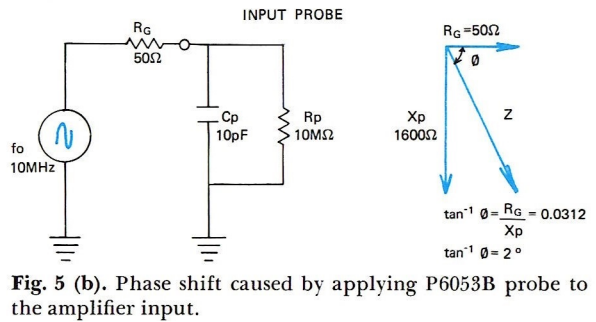 INPUT PROBE
RG
50Ω
fo
10MHz
Cp
10pF
Rp
10MΩ
RG=50Ω
Ø
Xp
1600Ω
Z
tan-1 Ø= RG = 0.0312
Xp
tan-1 Ø= 2°
Fig. 5 (b). Phase shift caused by applying P6053B probe to
the amplifier input.